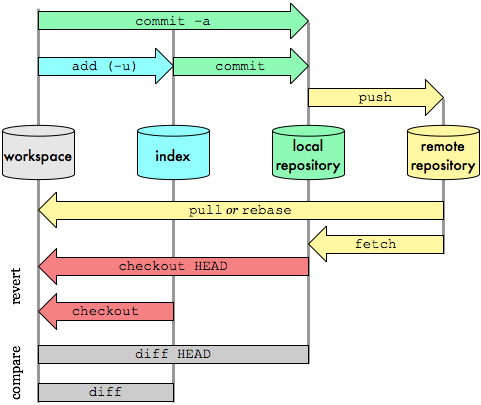 commit -a
add (-u)
commit
push
workspace
index
local
repository
remote
repository
pull or rebase
fetch
revert
checkout HEAD
checkout
compare
diff HEAD
diff